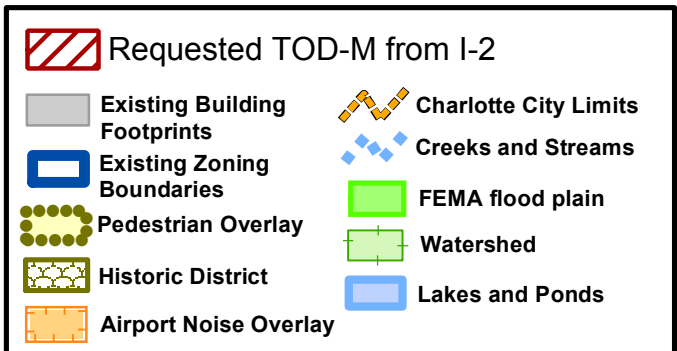 Requested TOD-M from I-2
Existing Building
Footprints
Existing Zoning
Boundaries
Pedestrian Overlay
Historic District
Airport Noise Overlay
Charlotte City Limits
Creeks and Streams
FEMA flood plain
Watershed
Lakes and Ponds